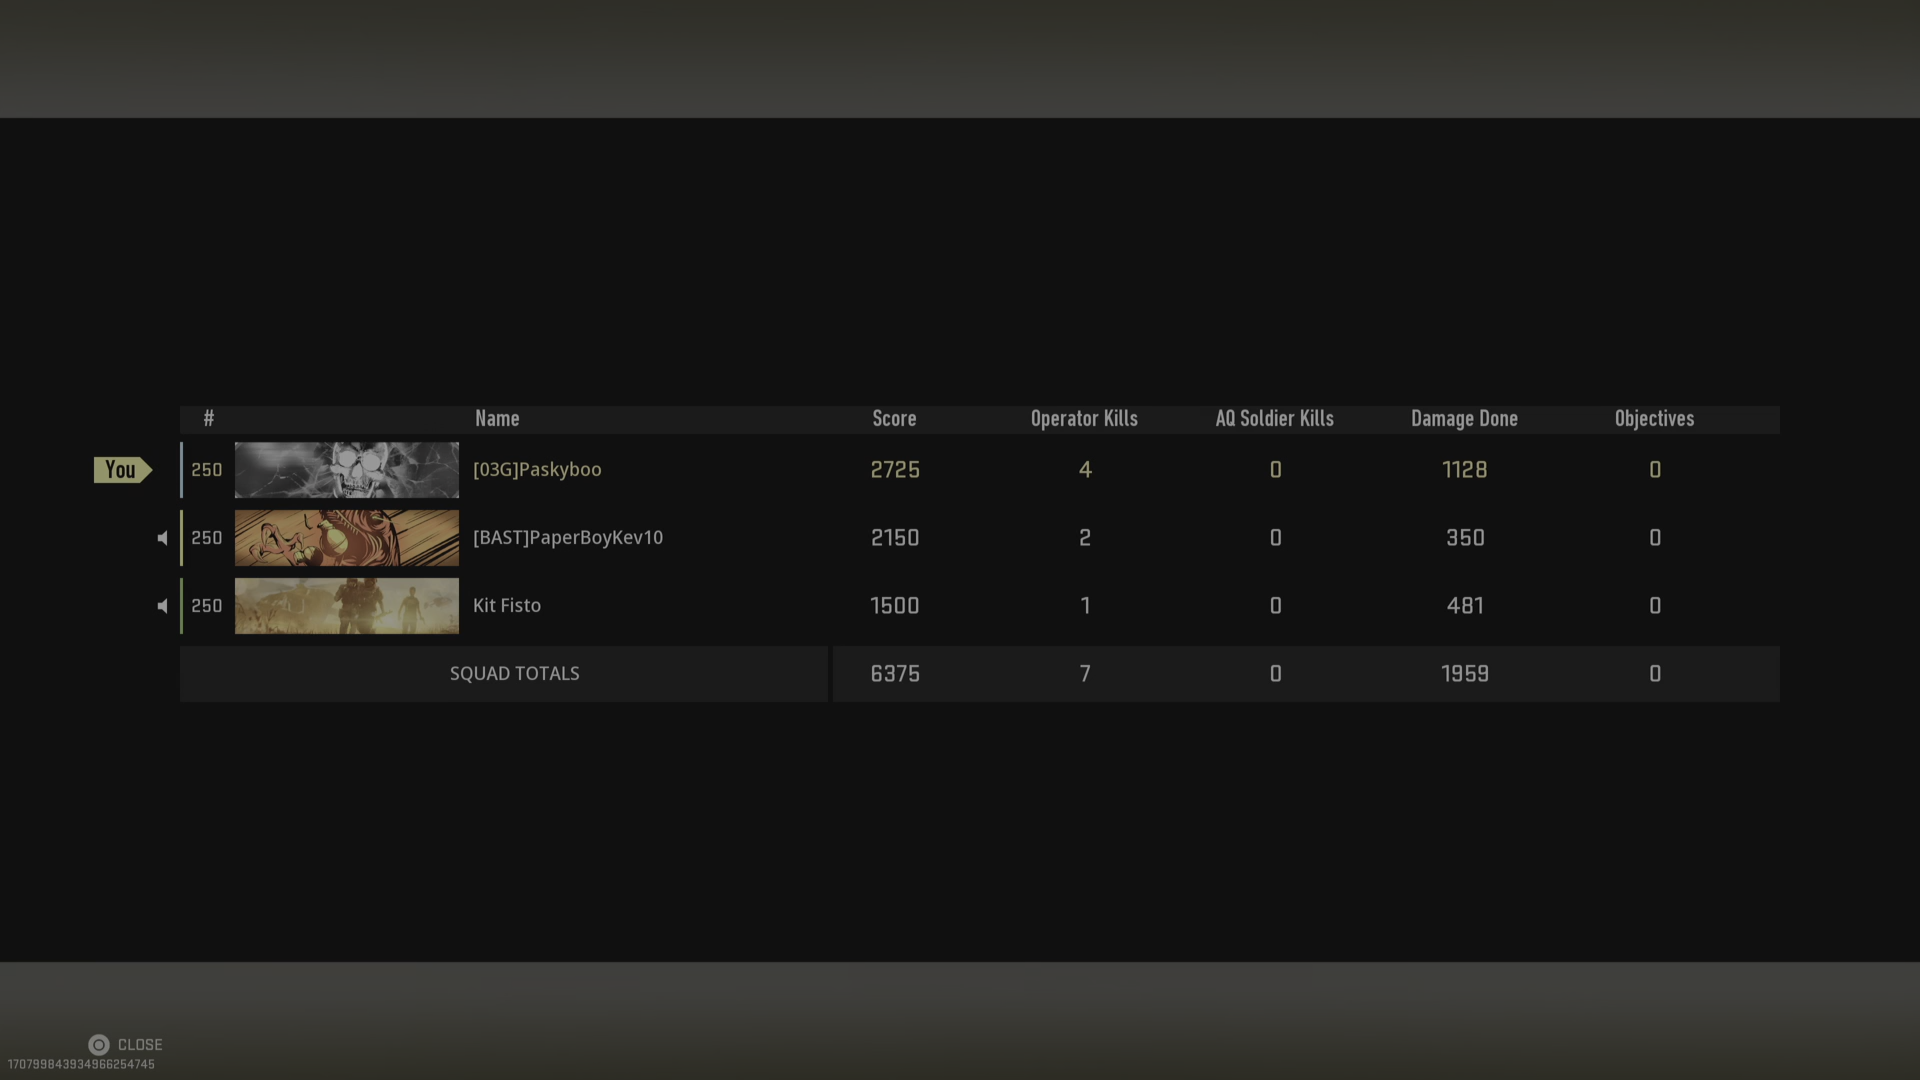 # Name Score Operator Kills AQ Soldier Kills Damage Done Objectives
You 250 [03G]Paskyboo 2725 4 0 1128 0
250 [BAST]PaperBoyKev10 2150 2 0 350 0
250 Kit Fisto 1500 1 0 481 0
SQUAD TOTALS 6375 7 0 1959 0
CLOSE
17079984393496625​4745